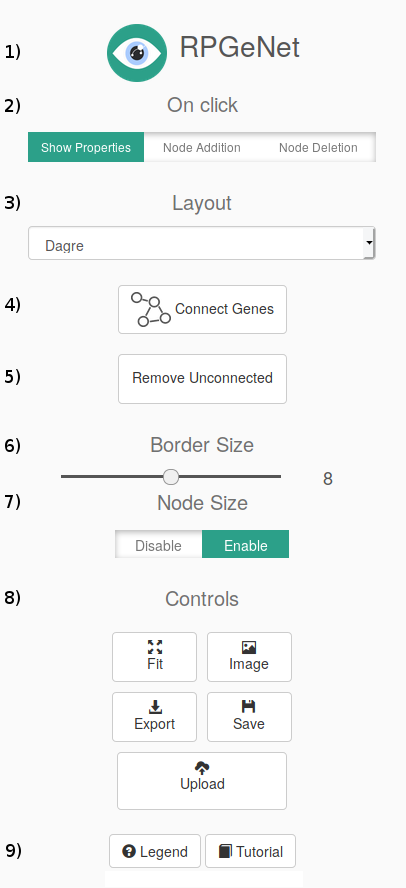 1) RPGeNet
2) On click
Show Properties Node Addition Node Deletion
3) Layout
Dagre
4) Connect Genes
5) Remove Unconnected
6) Border Size
8
7) Node Size
Disable Enable
8) Controls
Fit Image
Export Save
Upload
9) Legend Tutorial